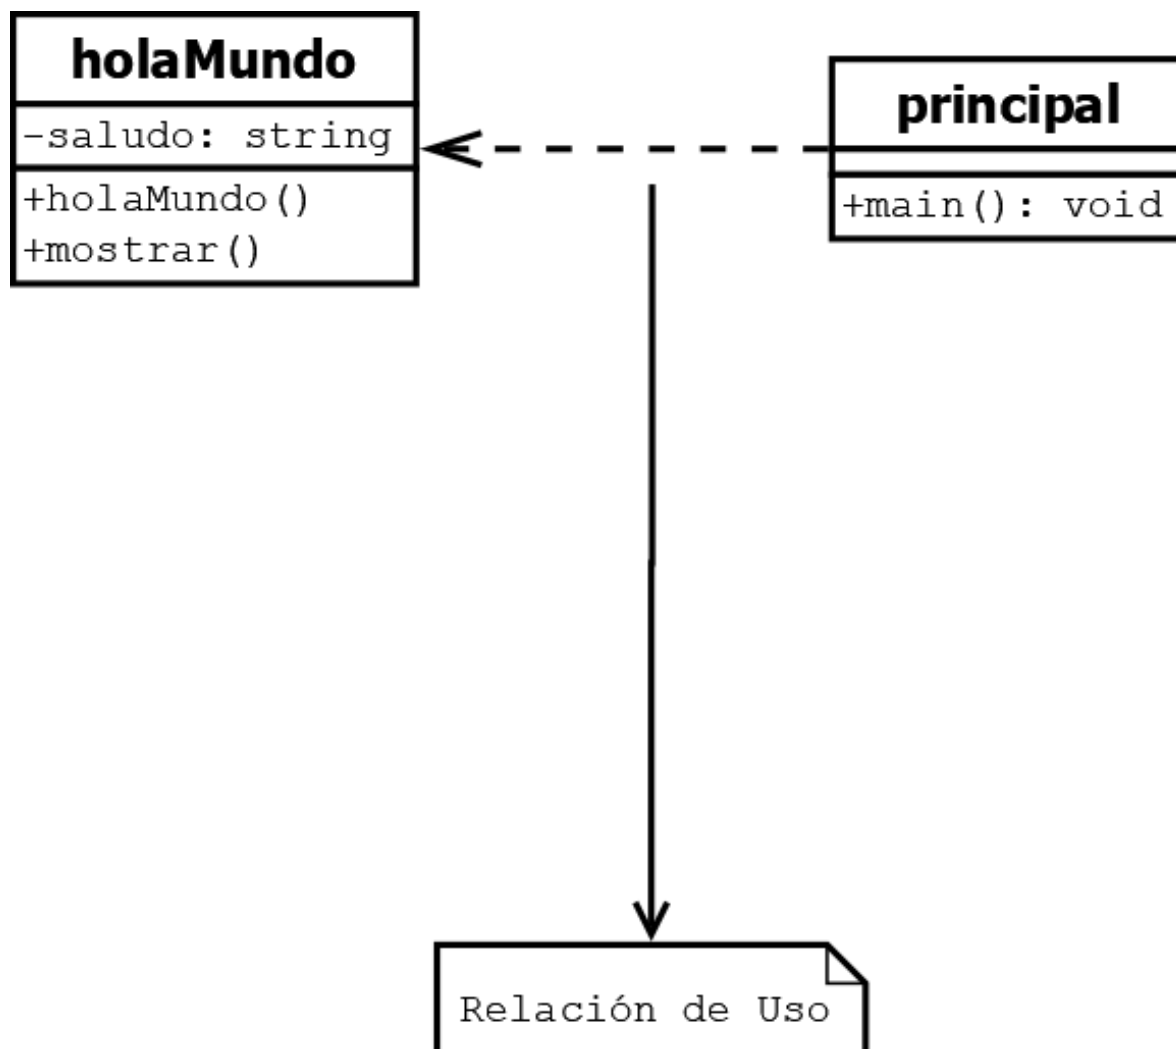 holaMundo
-saludo: string
+holaMundo()
+mostrar()
principal
+main(): void
Relación de Uso